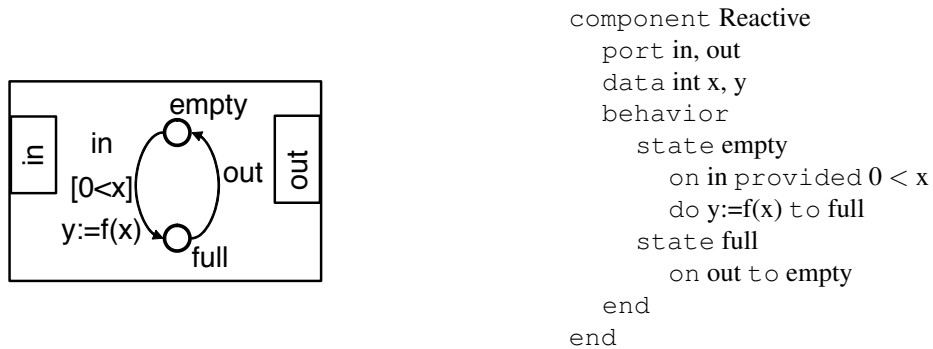 empty
in
in
[0<x]
y:=f(x)
out
out
full
component Reactive
port in, out
data int x, y
behavior
state empty
on in provided 0 < x
do y:=f(x) to full
state full
on out to empty
end
end